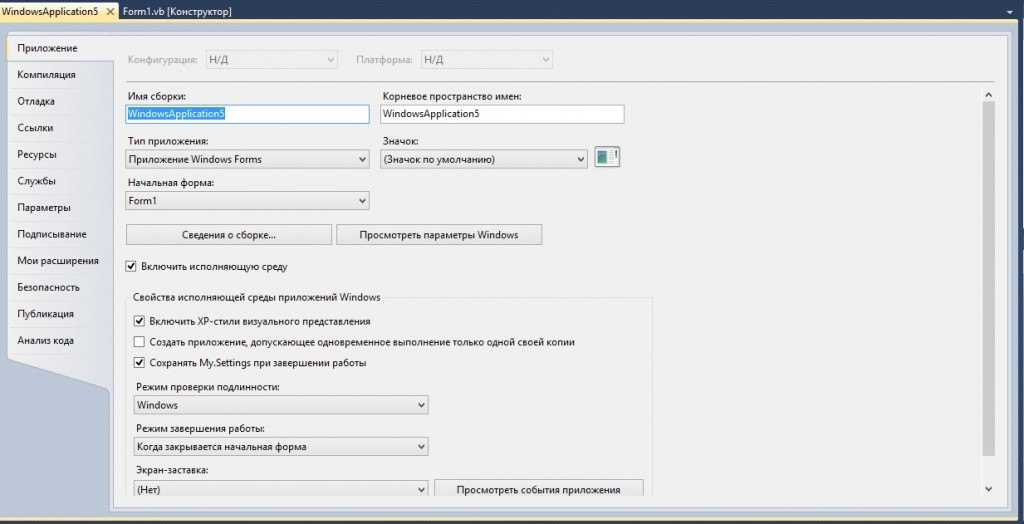 WindowsApplication5 Form1.vb [Конструктор]
Приложение
Компиляция
Отладка
Ссылки
Ресурсы
Службы
Параметры
Подписывание
Мои расширения
Безопасность
Публикация
Анализ кода
Конфигурация: Н/Д Платформа: Н/Д
Имя сборки: Корневое пространство имен:
WindowsApplication5 WindowsApplication5
Тип приложения: Значок:
Приложение Windows Forms (Значок по умолчанию)
Начальная форма:
Form1
Сведения о сборке... Просмотреть параметры Windows
Включить исполняющую среду
Свойства исполняющей среды приложений Windows
Включить XP-стили визуального представления
Создать приложение, допускающее одновременное выполнение только одной своей копии
Сохранять My.Settings при завершении работы
Режим проверки подлинности:
Windows
Режим завершения работы:
Когда закрывается начальная форма
Экран-заставка:
(Нет) Просмотреть события приложения